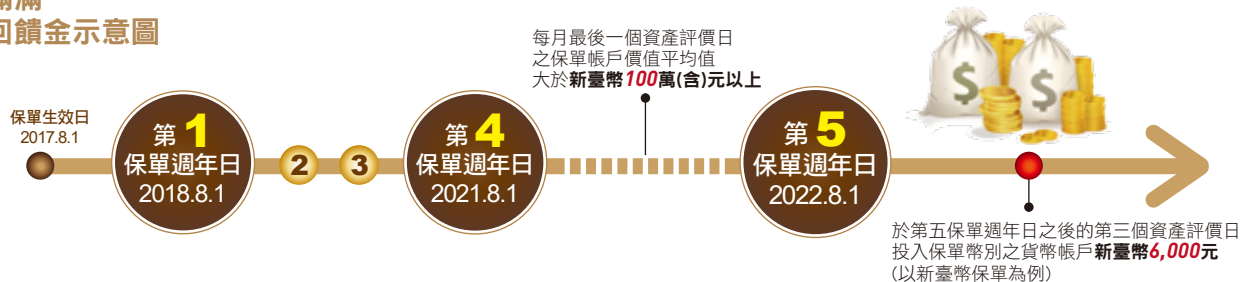 回饋金示意圖
每月最後一個資產評價日
之保單帳戶價值平均值
大於新臺幣100萬(含)元以上
保單生效日
2017.8.1
第1
保單週年日
2018.8.1
2
3
第4
保單週年日
2021.8.1
第5
保單週年日
2022.8.1
$
$
於第五保單週年日之後的第三個資產評價日
投入保單幣別之貨幣帳戶新臺幣6,000元
(以新臺幣保單為例)